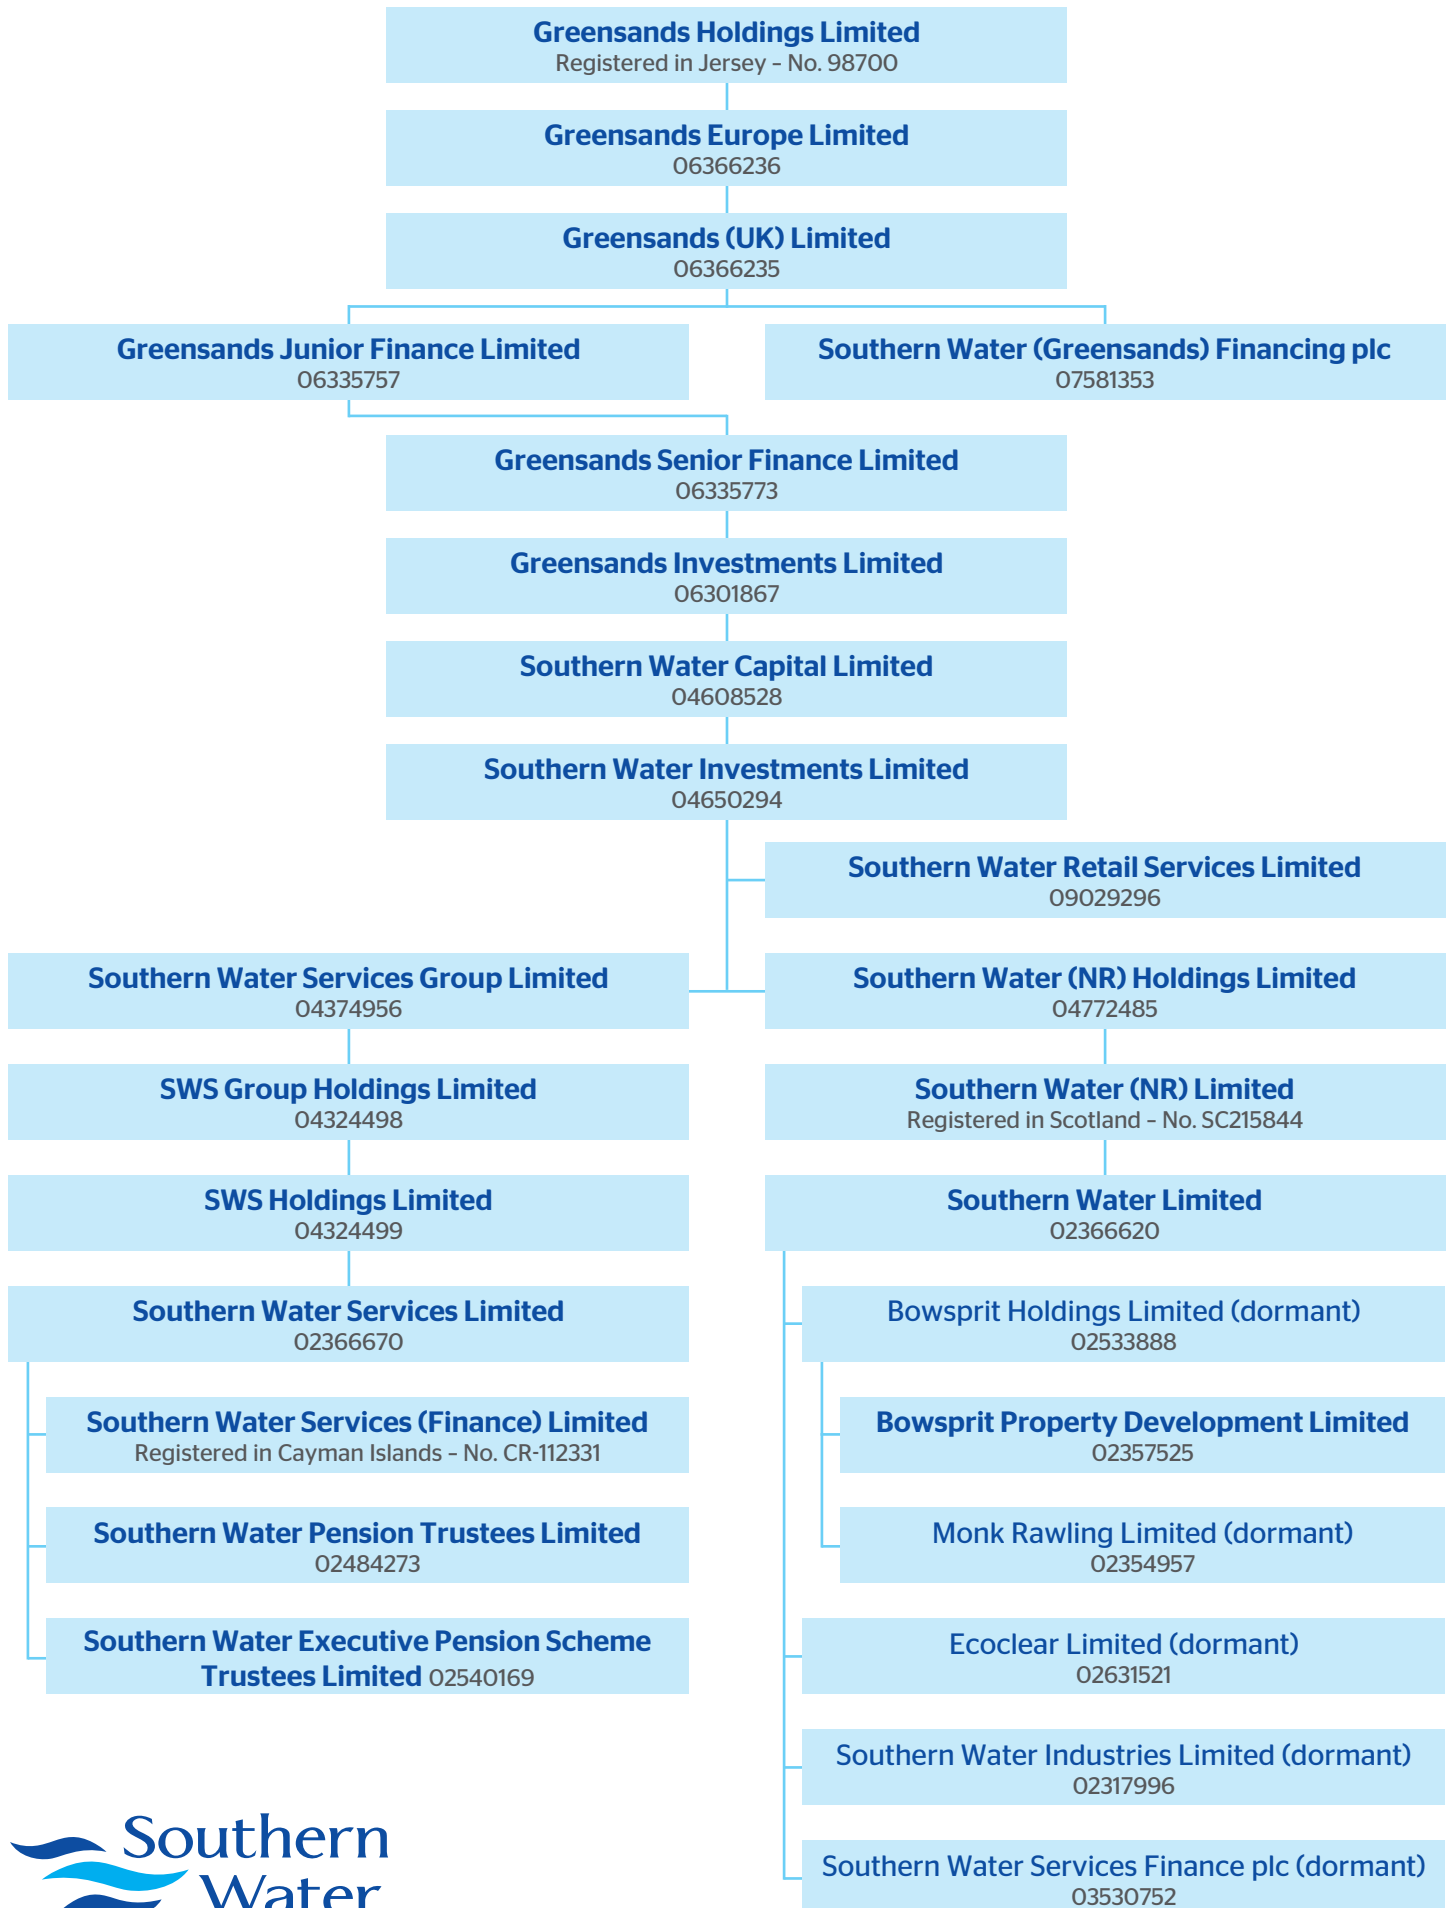 Greensands Holdings Limited
Registered in Jersey – No. 98700
Greensands Europe Limited
06366236
Greensands (UK) Limited
06366235
Greensands Junior Finance Limited
06335757
Southern Water (Greensands) Financing plc
07581353
Greensands Senior Finance Limited
06335773
Greensands Investments Limited
06301867
Southern Water Capital Limited
04608528
Southern Water Investments Limited
04650294
Southern Water Retail Services Limited
09029296
Southern Water Services Group Limited
04374956
Southern Water (NR) Holdings Limited
04772485
SWS Group Holdings Limited
04324498
Southern Water (NR) Limited
Registered in Scotland – No. SC215844
SWS Holdings Limited
04324499
Southern Water Limited
02366620
Southern Water Services Limited
02366670
Bowsprit Holdings Limited (dormant)
02533888
Southern Water Services (Finance) Limited
Registered in Cayman Islands – No. CR-112331
Bowsprit Property Development Limited
02357525
Southern Water Pension Trustees Limited
02484273
Monk Rawling Limited (dormant)
02354957
Southern Water Executive Pension Scheme
Trustees Limited 02540169
Ecoclear Limited (dormant)
02631521
Southern Water Industries Limited (dormant)
02317996
Southern Water Services Finance plc (dormant)
03530752
Southern
Water